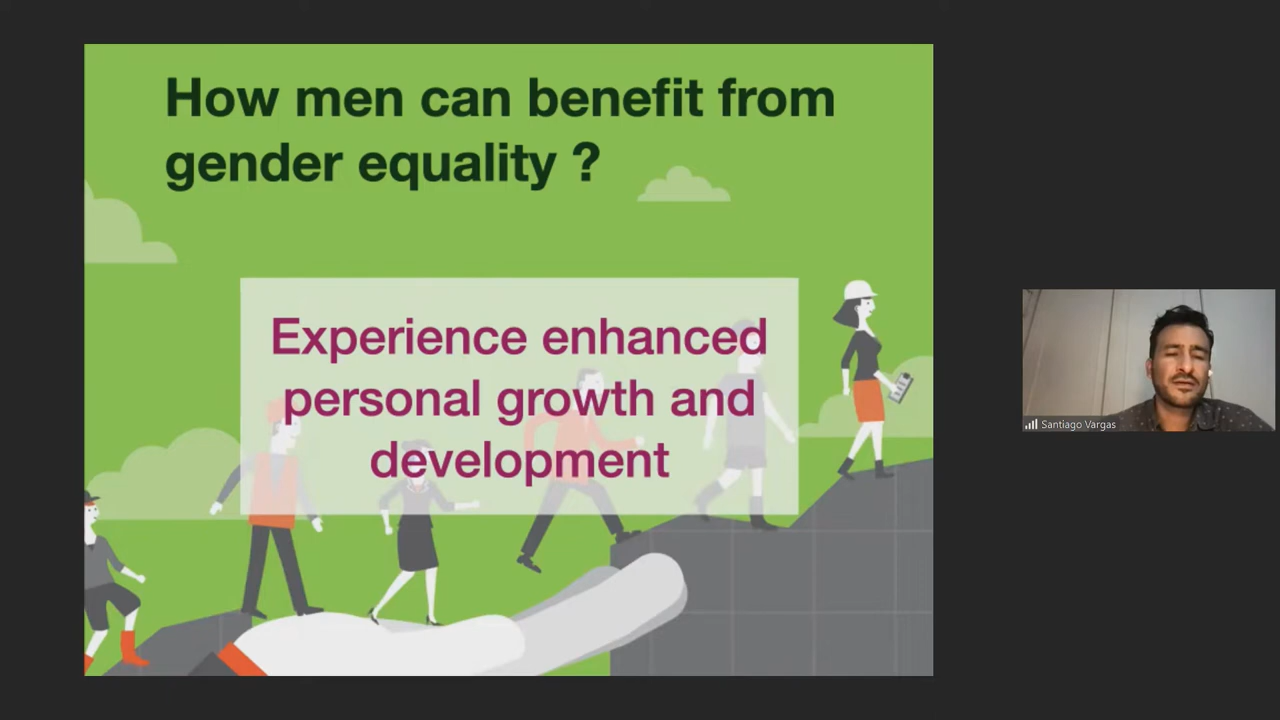 How men can benefit from
gender equality ?
Experience enhanced
personal growth and
development
Santiago Vargas